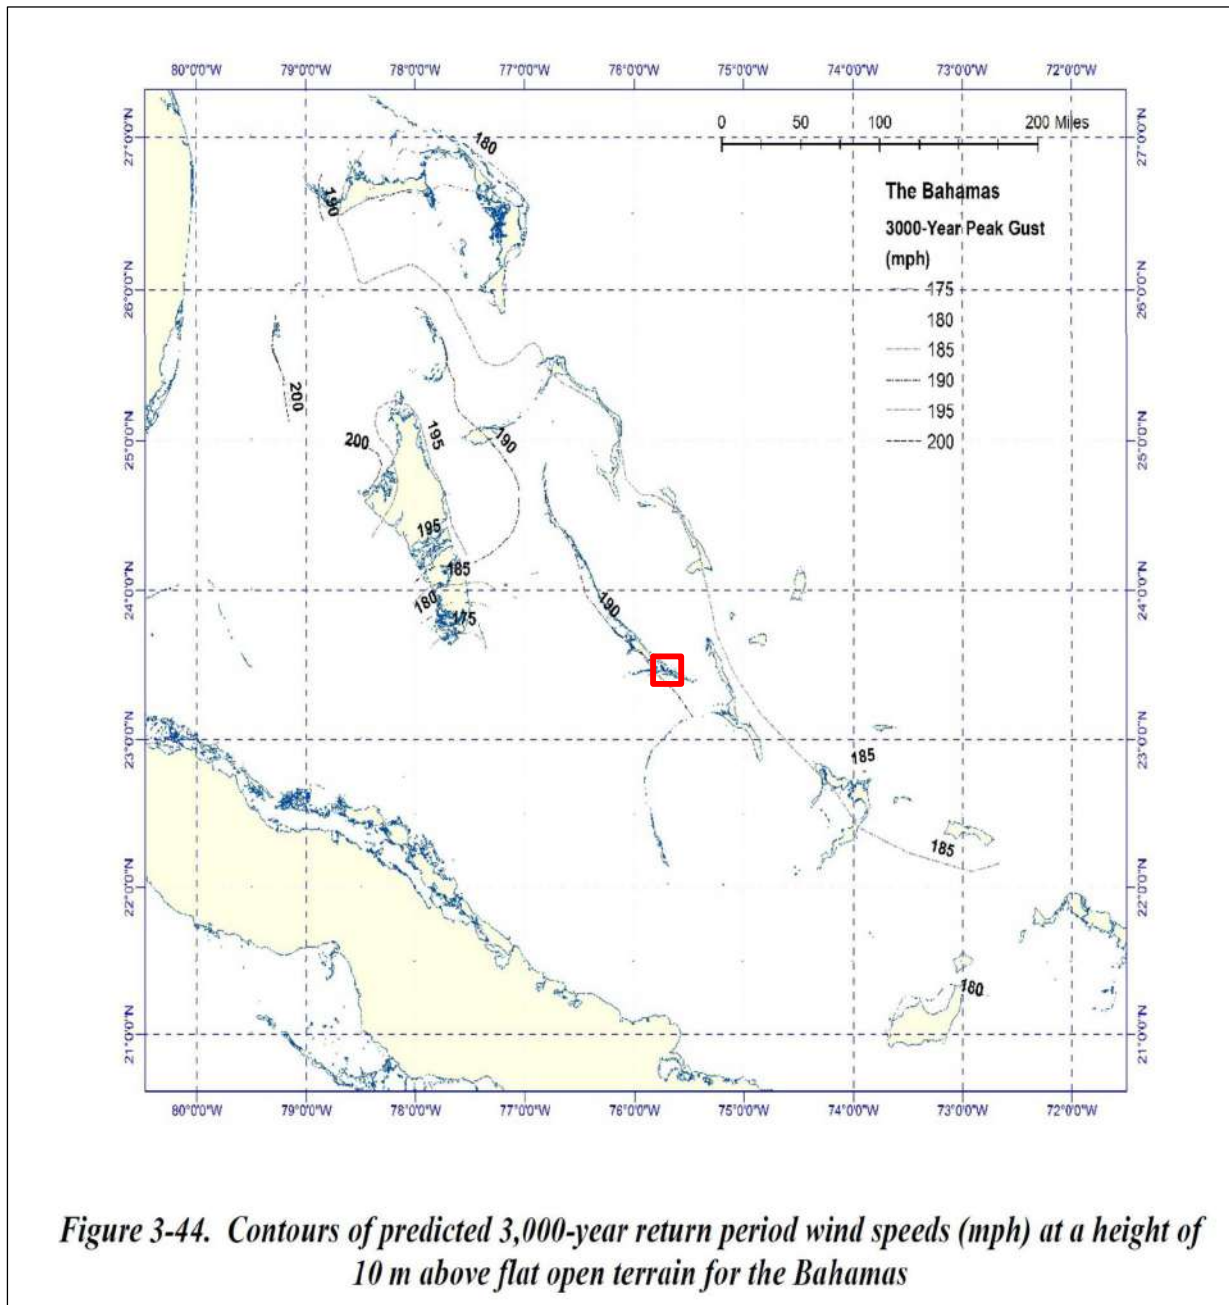 80°0'0"W 79°0'0"W 78°0'0"W 77°0'0"W 76°0'0"W 75°0'0"W 74°0'0"W 73°0'0"W 72°0'0"W
0 50 100 200 Miles
27°0'0"N 27°0'0"N
180
The Bahamas
190
3000-Year Peak Gust
(mph)
175
26°0'0"N 26°0'0"N
180
185
190
200
195
195
190
200
25°0'0"N 200 25°0'0"N
195
185
24°0'0"N 24°0'0"N
180
190
175
23°0'0"N 23°0'0"N
185
185
22°0'0"N 22°0'0"N
180
21°0'0"N 21°0'0"N
80°0'0"W 79°0'0"W 78°0'0"W 77°0'0"W 76°0'0"W 75°0'0"W 74°0'0"W 73°0'0"W 72°0'0"W
Figure 3-44. Contours of predicted 3,000-year return period wind speeds (mph) at a height of
10 m above flat open terrain for the Bahamas